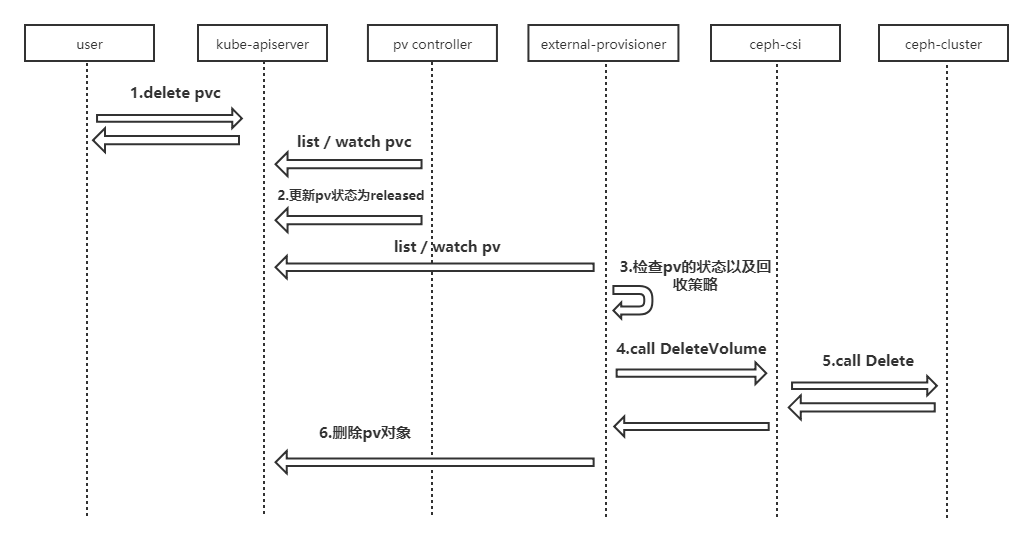 user
kube-apiserver
pv controller
external-provisioner
ceph-csi
ceph-cluster
1.delete pvc
list / watch pvc
2.更新pv状态为released
list / watch pv
3.检查pv的状态以及回
收策略
4.call DeleteVolume
5.call Delete
6.删除pv对象